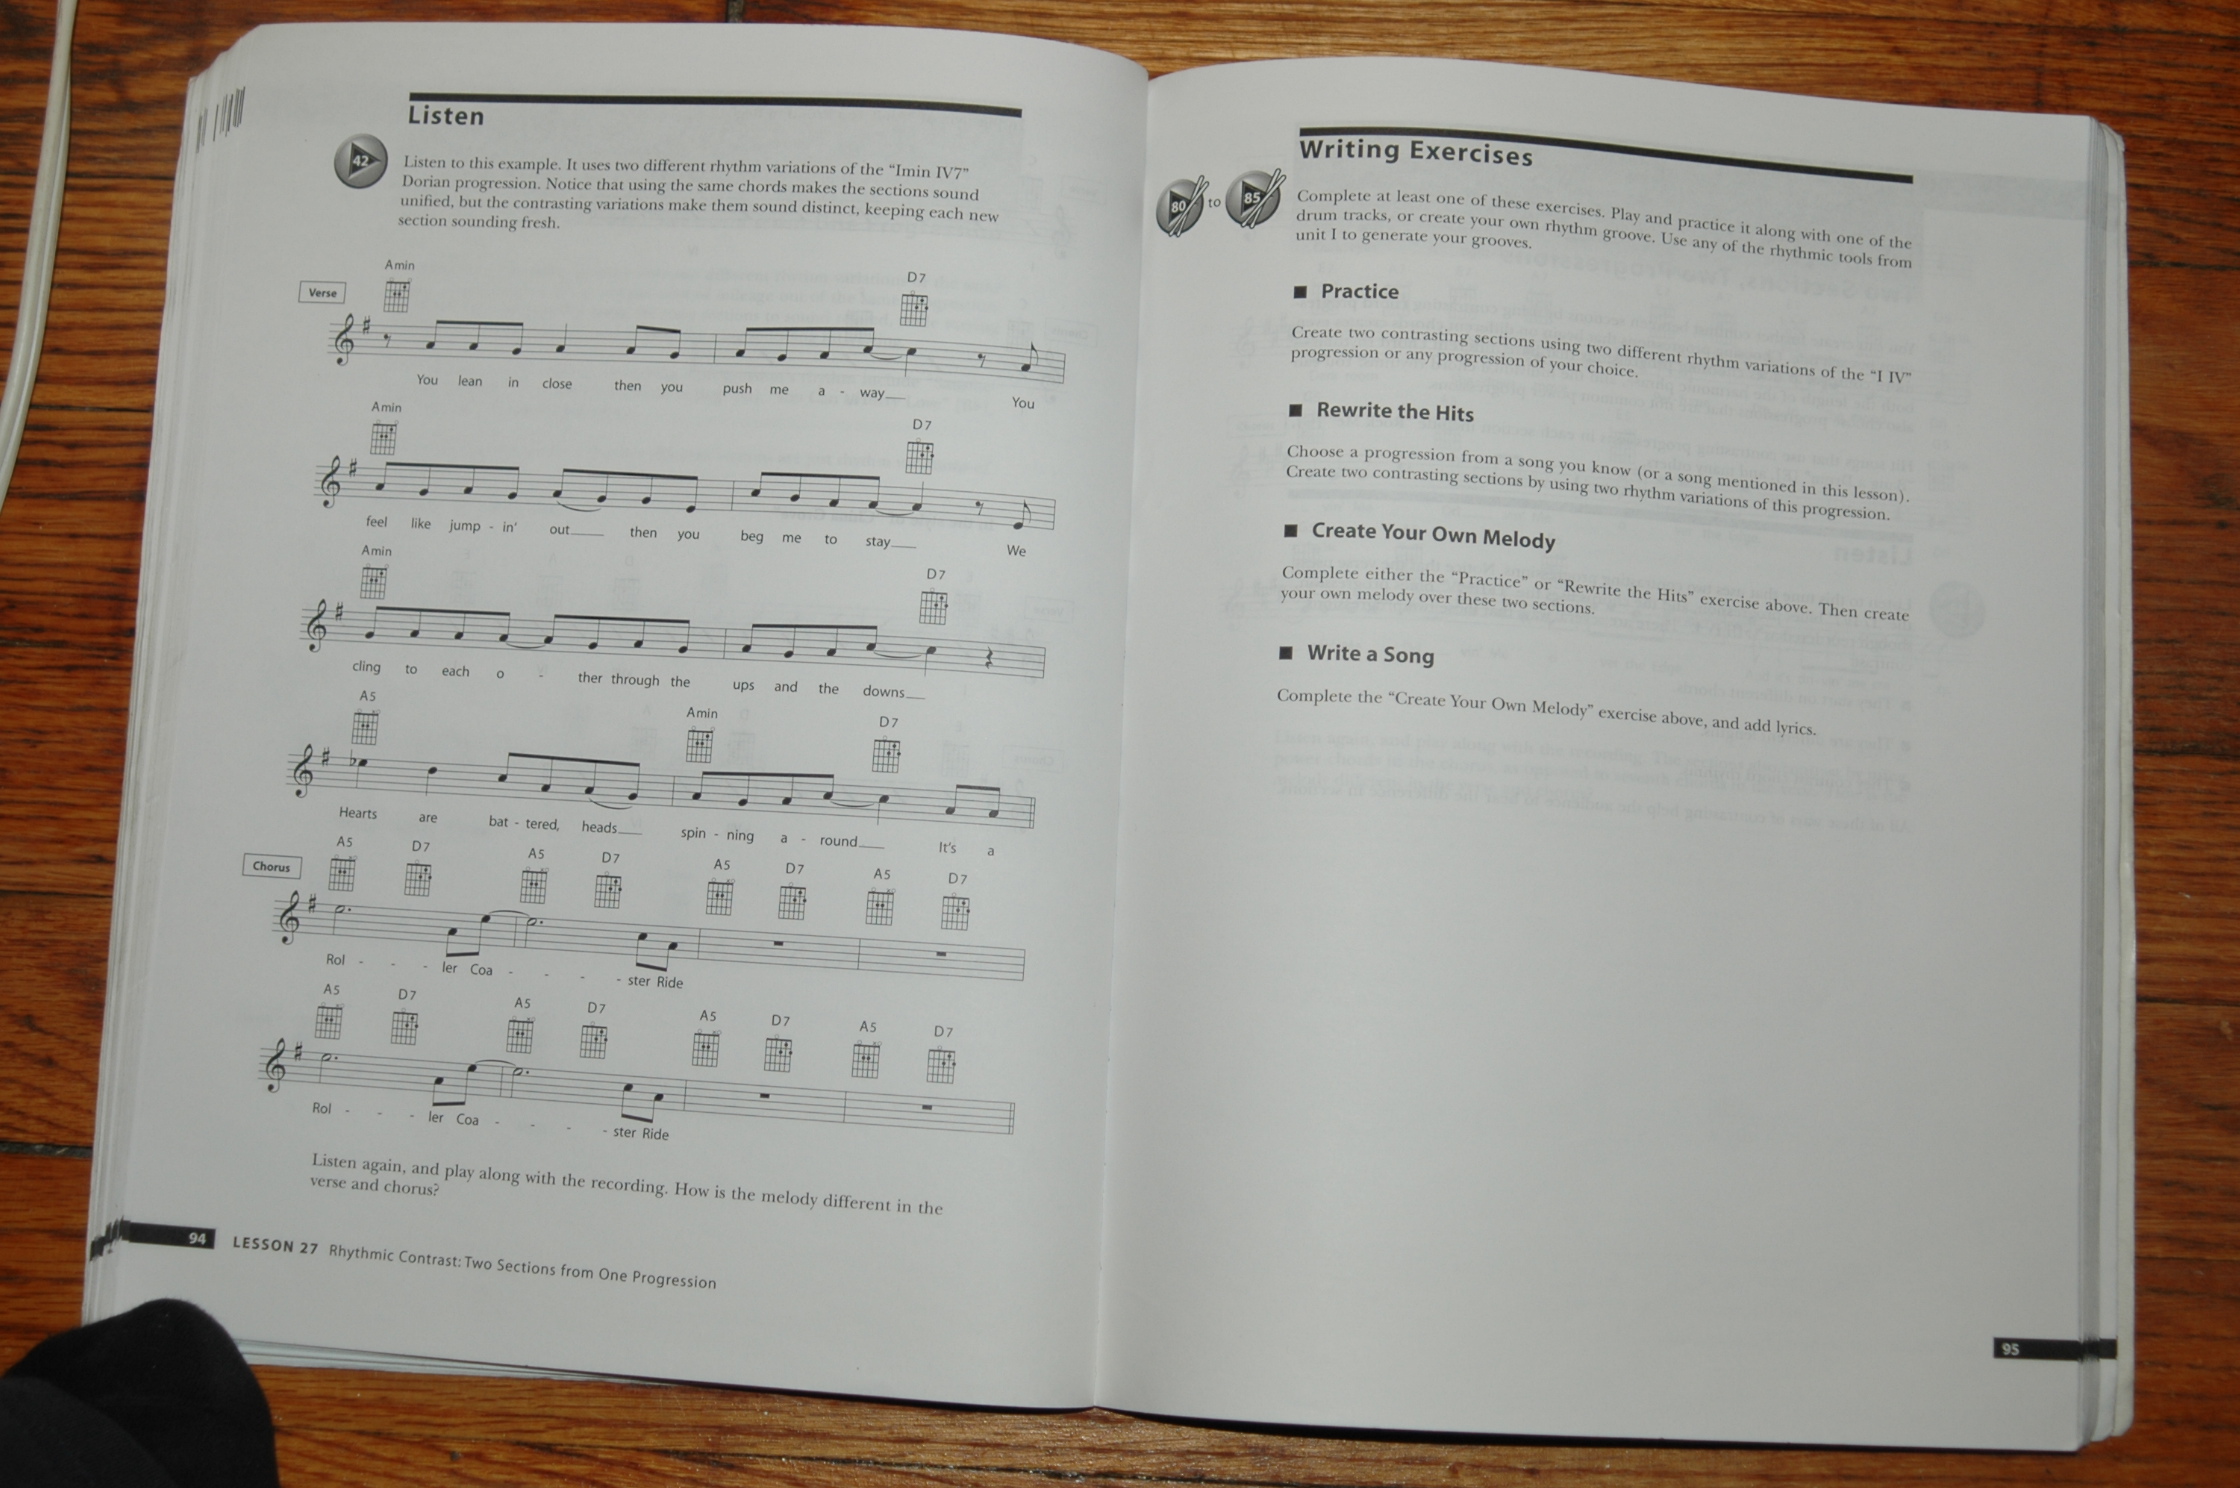 Listen
42
Listen to this example. It uses two different rhythm variations of the “Imin IV7”
Dorian progression. Notice that using the same chords makes the sections sound
unified, but the contrasting variations make them sound distinct, keeping each new
section sounding fresh.
Verse
Amin D7
You lean in close then you push me a - way You
Amin D7
feel like jump - in’ out then you beg me to stay We
Amin D7
cling to each o - ther through the ups and the downs
A5 Amin D7
Hearts are bat - tered, heads spin - ning a - round It’s a
Chorus
A5 D7 A5 D7 A5 D7 A5 D7
Rol - - - ler Coa - - - - ster Ride
A5 D7 A5 D7 A5 D7 A5 D7
Rol - - - ler Coa - - - - ster Ride
Listen again, and play along with the recording. How is the melody different in the
verse and chorus?
94 LESSON 27 Rhythmic Contrast: Two Sections from One Progression
Writing Exercises
80 to 85
Complete at least one of these exercises. Play and practice it along with one of the
drum tracks, or create your own rhythm groove. Use any of the rhythmic tools from
unit I to generate your grooves.
■ Practice
Create two contrasting sections using two different rhythm variations of the “I IV”
progression or any progression of your choice.
■ Rewrite the Hits
Choose a progression from a song you know (or a song mentioned in this lesson).
Create two contrasting sections by using two rhythm variations of this progression.
■ Create Your Own Melody
Complete either the “Practice” or “Rewrite the Hits” exercise above. Then create
your own melody over these two sections.
■ Write a Song
Complete the “Create Your Own Melody” exercise above, and add lyrics.
95